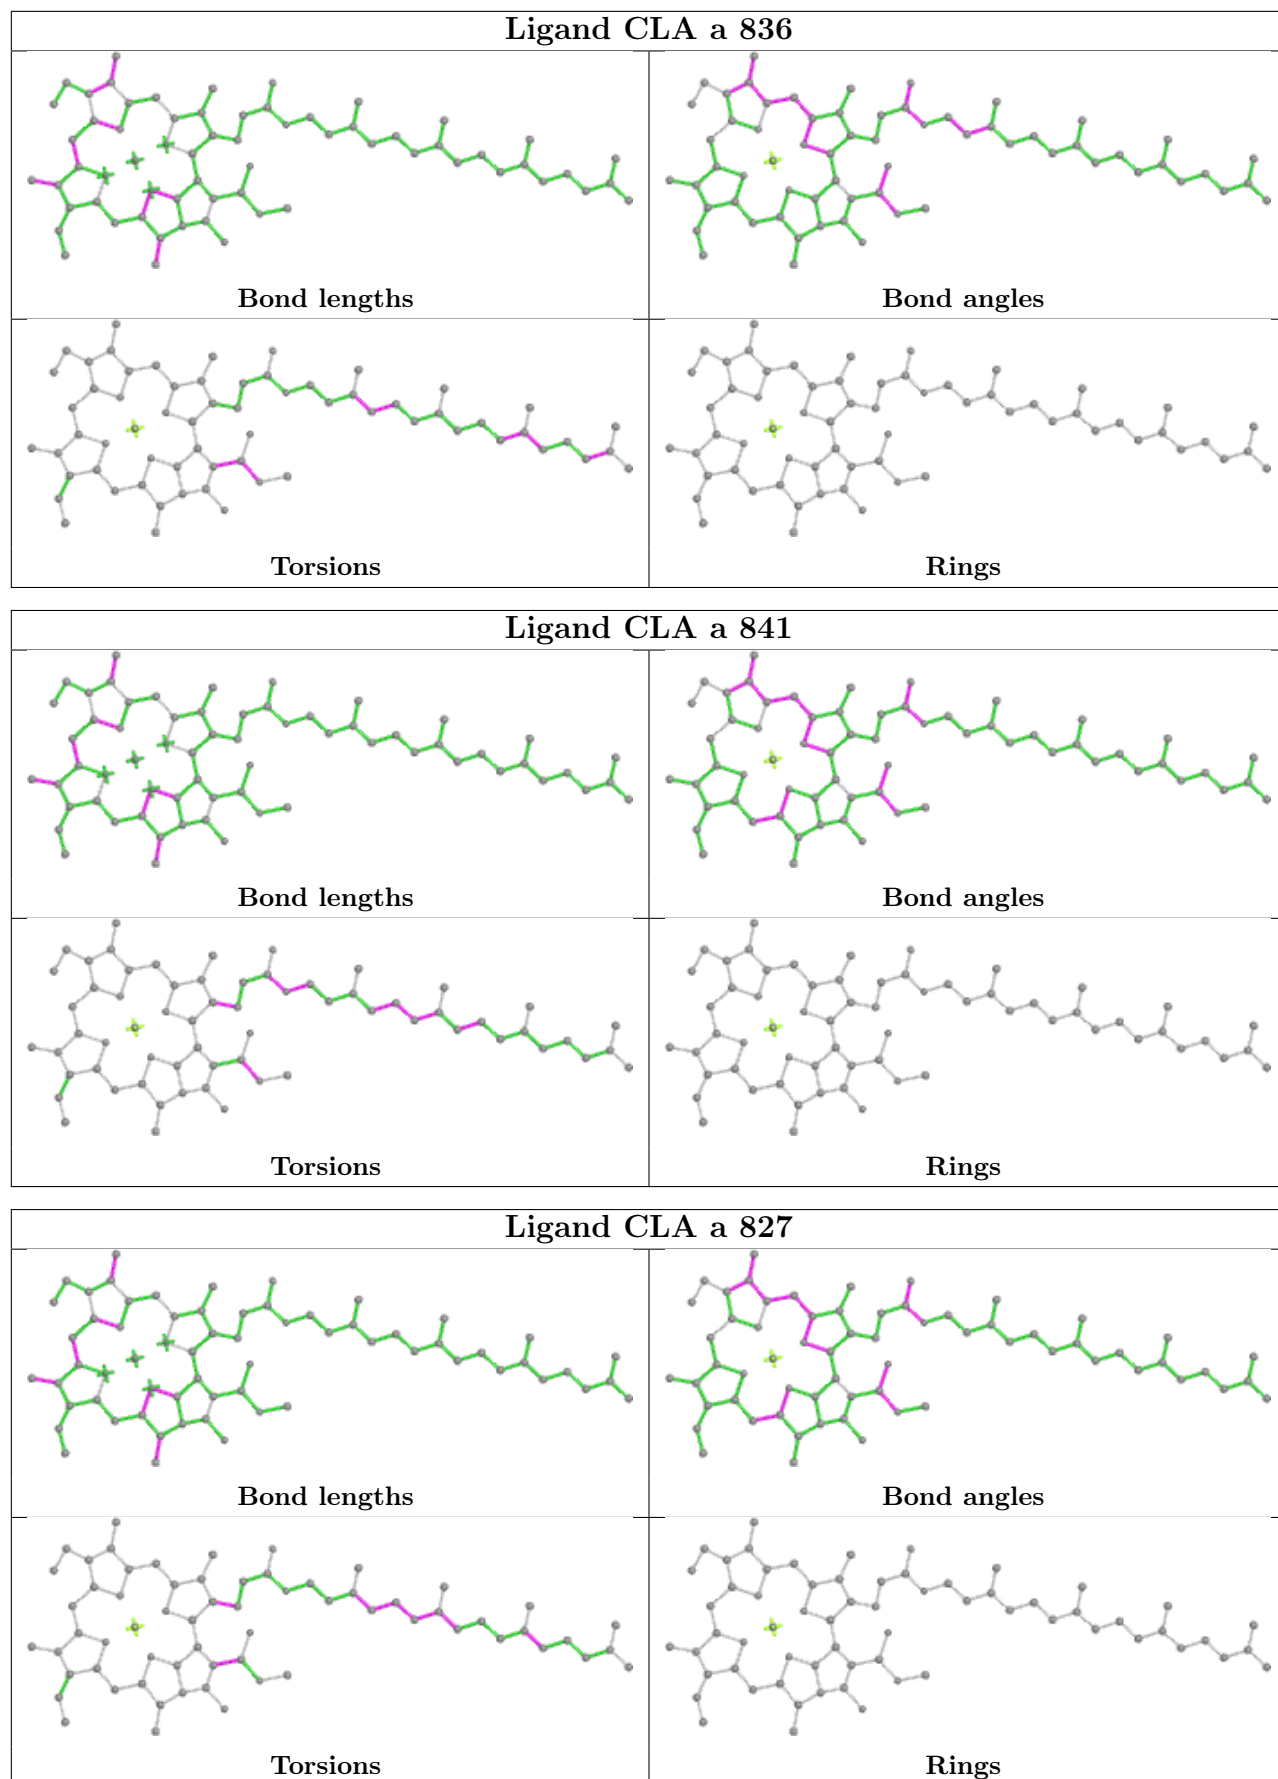 Ligand CLA a 836
Bond lengths
Bond angles
Torsions
Rings
Ligand CLA a 841
Bond lengths
Bond angles
Torsions
Rings
Ligand CLA a 827
Bond lengths
Bond angles
Torsions
Rings